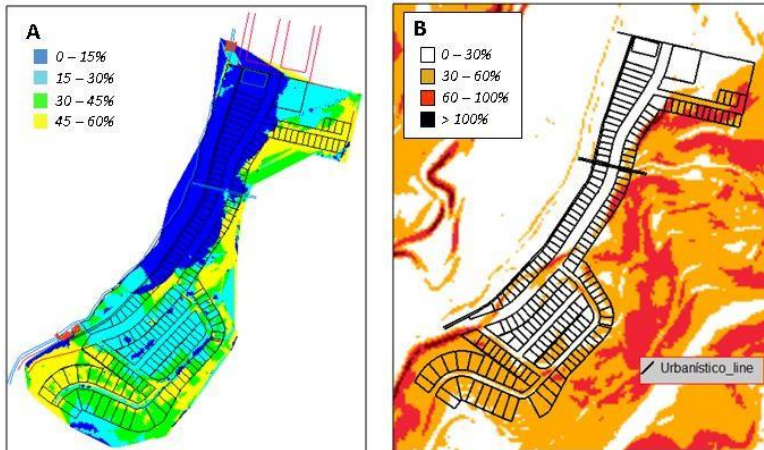 A
0 – 15%
15 – 30%
30 – 45%
45 – 60%
B
0 – 30%
30 – 60%
60 – 100%
> 100%
Urbanístico_line